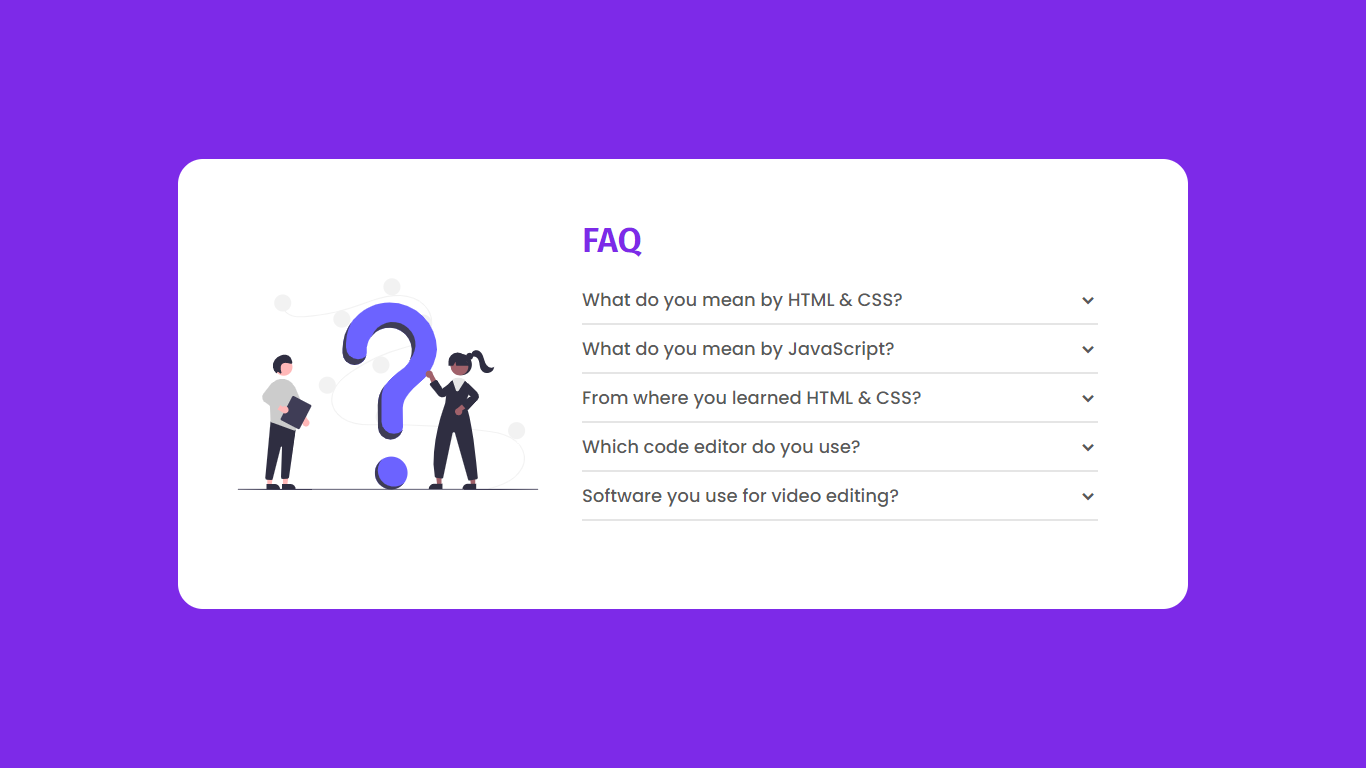 FAQ
What do you mean by HTML & CSS?
What do you mean by JavaScript?
From where you learned HTML & CSS?
Which code editor do you use?
Software you use for video editing?